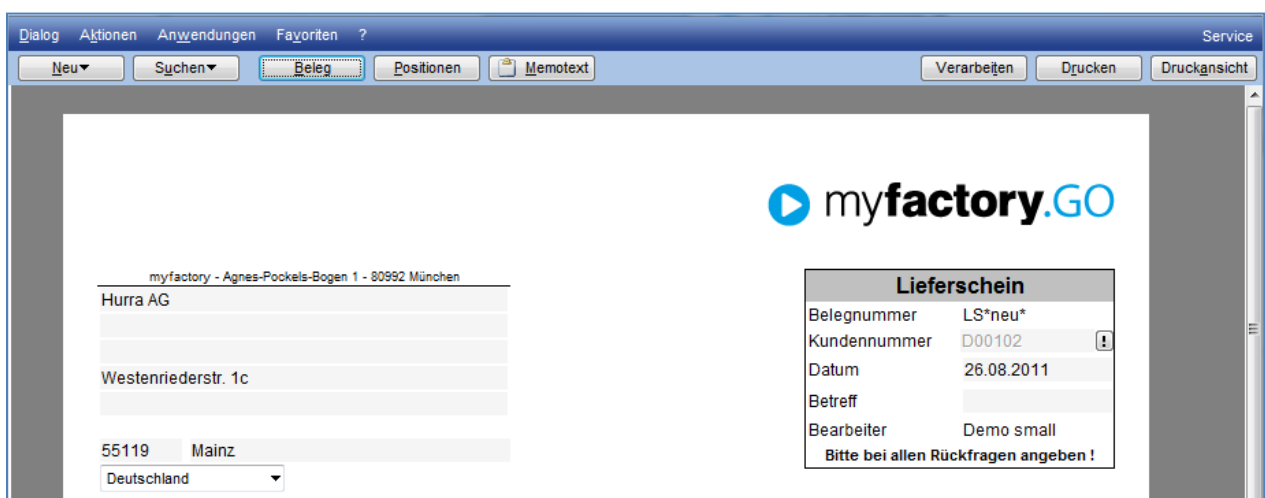 Dialog Aktionen Anwendungen Favoriten ? Service
Neu Suchen Beleg Positionen Memotext Verarbeiten Drucken Druckansicht
myfactory.GO
myfactory - Agnes-Pockels-Bogen 1 - 80992 München
Hurra AG
Westenriederstr. 1c
55119 Mainz
Deutschland
Lieferschein
Belegnummer LS*neu*
Kundennummer D00102 !
Datum 26.08.2011
Betreff
Bearbeiter Demo small
Bitte bei allen Rückfragen angeben !